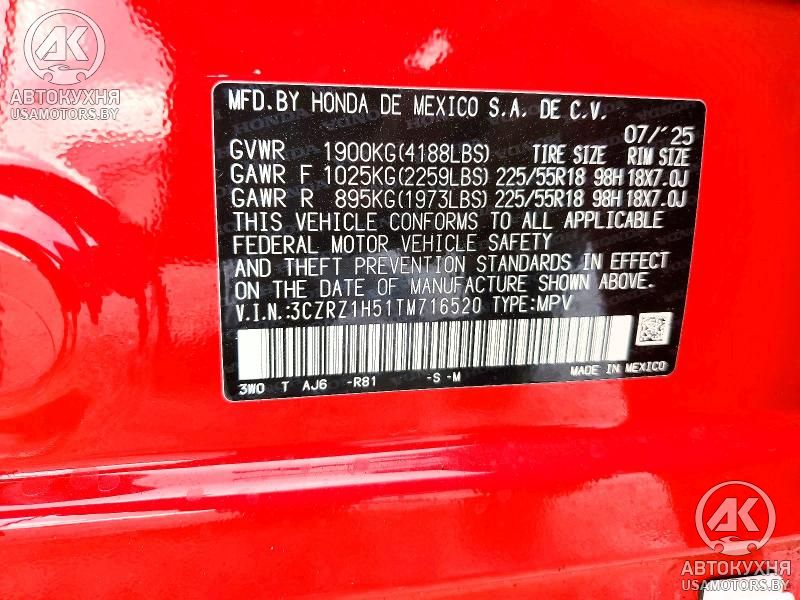 AK
АВТОКУХНЯ
USAMOTORS.BY
MFD.BY HONDA DE MEXICO S.A. DE C.V.
07/'25
GVWR 1900KG(4188LBS) TIRE SIZE RIM SIZE
GAWR F 1025KG(2259LBS) 225/55R18 98H 18X7.0J
GAWR R 895KG(1973LBS) 225/55R18 98H 18X7.0J
THIS VEHICLE CONFORMS TO ALL APPLICABLE
FEDERAL MOTOR VEHICLE SAFETY
AND THEFT PREVENTION STANDARDS IN EFFECT
ON THE DATE OF MANUFACTURE SHOWN ABOVE.
V.I.N.:3CZRZ1H51TM716520 TYPE:MPV
3W0 T AJ6 -R81 -S -M MADE IN MEXICO
AK
АВТОКУХНЯ
USAMOTORS.BY